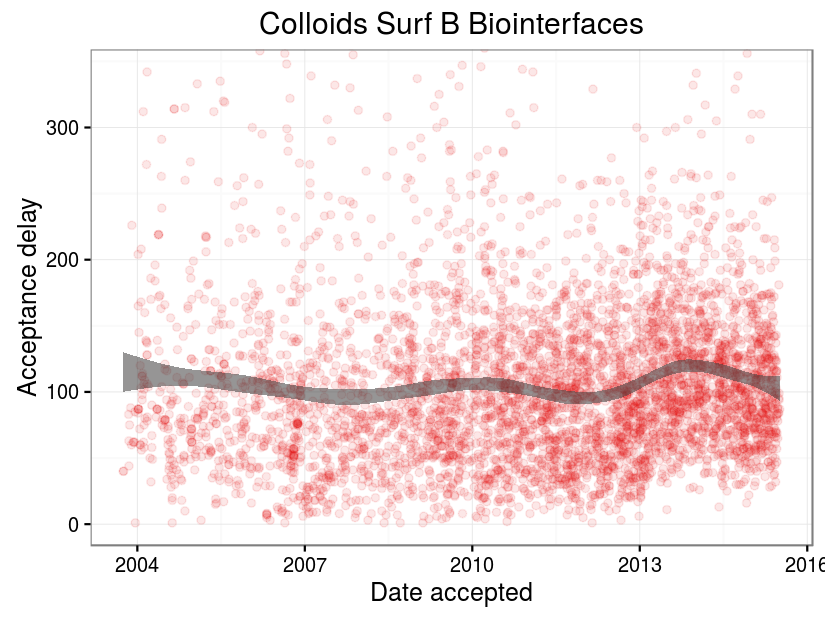 Colloids Surf B Biointerfaces
Acceptance delay
300
200
100
0
2004 2007 2010 2013 2016
Date accepted